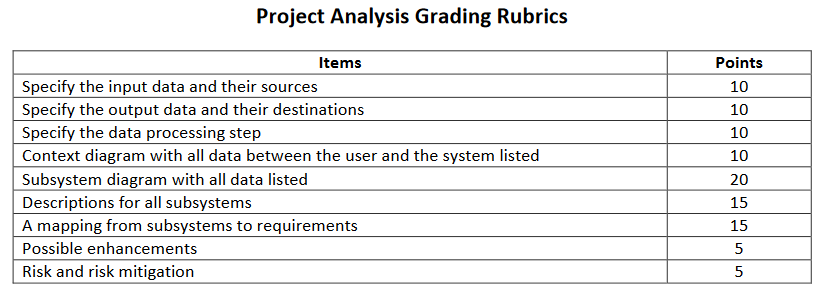 Project Analysis Grading Rubrics
Items Points
Specify the input data and their sources 10
Specify the output data and their destinations 10
Specify the data processing step 10
Context diagram with all data between the user and the system listed 10
Subsystem diagram with all data listed 20
Descriptions for all subsystems 15
A mapping from subsystems to requirements 15
Possible enhancements 5
Risk and risk mitigation 5